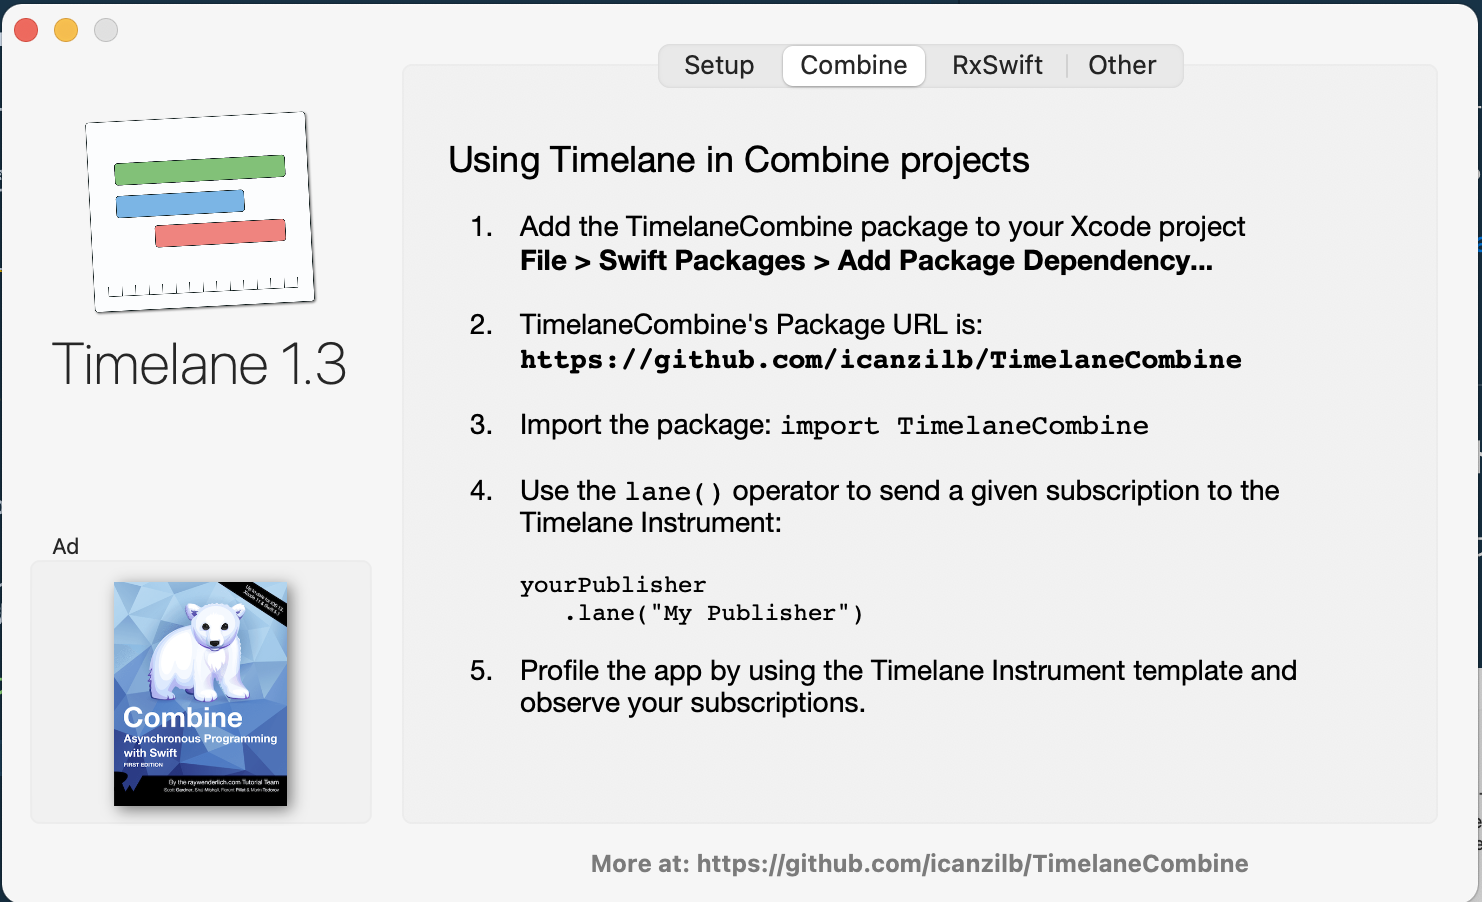 Setup
Combine
RxSwift
Other
Timelane 1.3
Using Timelane in Combine projects
1. Add the TimelaneCombine package to your Xcode project
File > Swift Packages > Add Package Dependency...
2. TimelaneCombine's Package URL is:
https://github.com/icanzilb/TimelaneCombine
3. Import the package: import TimelaneCombine
4. Use the lane() operator to send a given subscription to the
Timelane Instrument:
yourPublisher
.lane("My Publisher")
5. Profile the app by using the Timelane Instrument template and
observe your subscriptions.
Ad
Combine
Asynchronous Programming
with Swift
FIRST EDITION
By the raywenderlich.com Tutorial Team
More at: https://github.com/icanzilb/TimelaneCombine